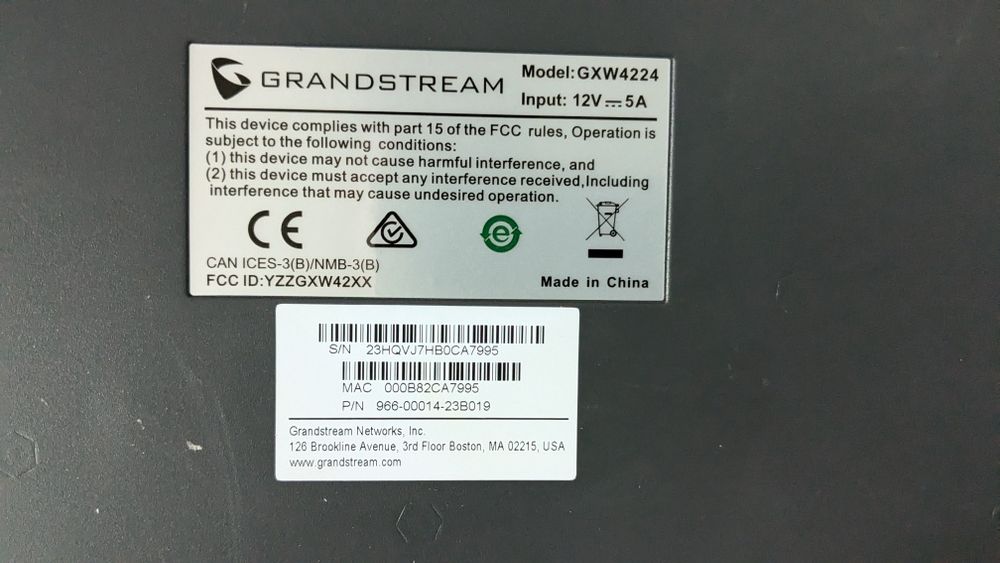 GRANDSTREAM
Model:GXW4224
Input: 12V⎓5A
This device complies with part 15 of the FCC rules, Operation is
subject to the following conditions:
(1) this device may not cause harmful interference, and
(2) this device must accept any interference received,Including
interference that may cause undesired operation.
CE
e
CAN ICES-3(B)/NMB-3(B)
FCC ID:YZZGXW42XX
Made in China
S/N 23HQVJ7HB0CA7995
MAC 000B82CA7995
P/N 966-00014-23B019
Grandstream Networks, Inc.
126 Brookline Avenue, 3rd Floor Boston, MA 02215, USA
www.grandstream.com